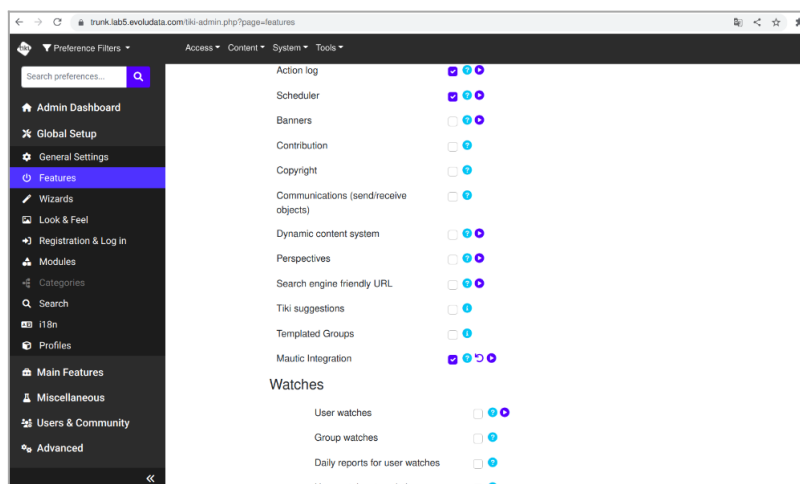 trunk.lab5.evoludata.com/tiki-admin.php?page=features
tiki Preference Filters Access Content System Tools
Search preferences...
Admin Dashboard
Global Setup
General Settings
Features
Wizards
Look & Feel
Registration & Log in
Modules
Categories
Search
i18n
Profiles
Main Features
Miscellaneous
Users & Community
Advanced
Action log
Scheduler
Banners
Contribution
Copyright
Communications (send/receive
objects)
Dynamic content system
Perspectives
Search engine friendly URL
Tiki suggestions
Templated Groups
Mautic Integration
Watches
User watches
Group watches
Daily reports for user watches